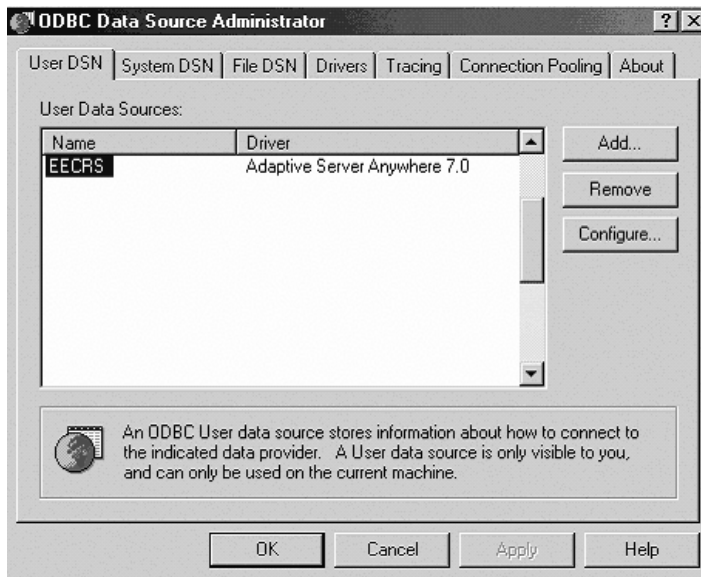 ODBC Data Source Administrator
User DSN System DSN File DSN Drivers Tracing Connection Pooling About
User Data Sources:
Name Driver
EECRS Adaptive Server Anywhere 7.0
Add...
Remove
Configure...
An ODBC User data source stores information about how to connect to
the indicated data provider. A User data source is only visible to you,
and can only be used on the current machine.
OK Cancel Apply Help